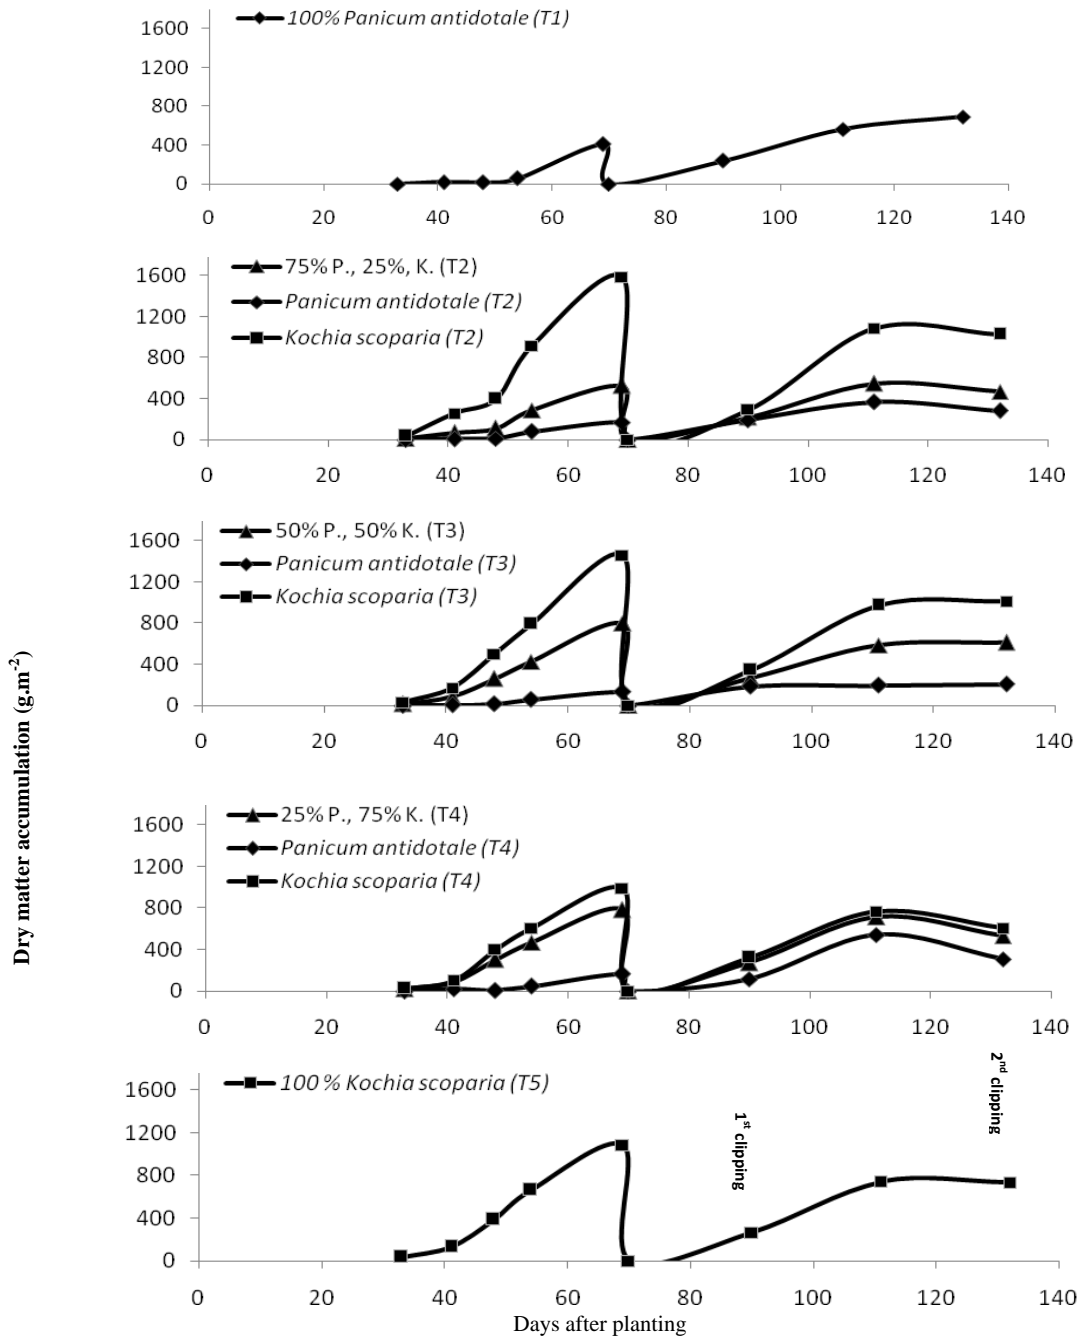 100% Panicum antidotale (T1)
1600
1200
800
400
0
0 20 40 60 80 100 120 140
75% P., 25%, K. (T2)
Panicum antidotale (T2)
Kochia scoparia (T2)
1600
1200
800
400
0
0 20 40 60 80 100 120 140
50% P., 50% K. (T3)
Panicum antidotale (T3)
Kochia scoparia (T3)
1600
1200
800
400
0
0 20 40 60 80 100 120 140
Dry matter accumulation (g.m-2)
25% P., 75% K. (T4)
Panicum antidotale (T4)
Kochia scoparia (T4)
1600
1200
800
400
0
0 20 40 60 80 100 120 140
100 % Kochia scoparia (T5)
1st clipping
2nd clipping
1600
1200
800
400
0
0 20 40 60 80 100 120 140
Days after planting